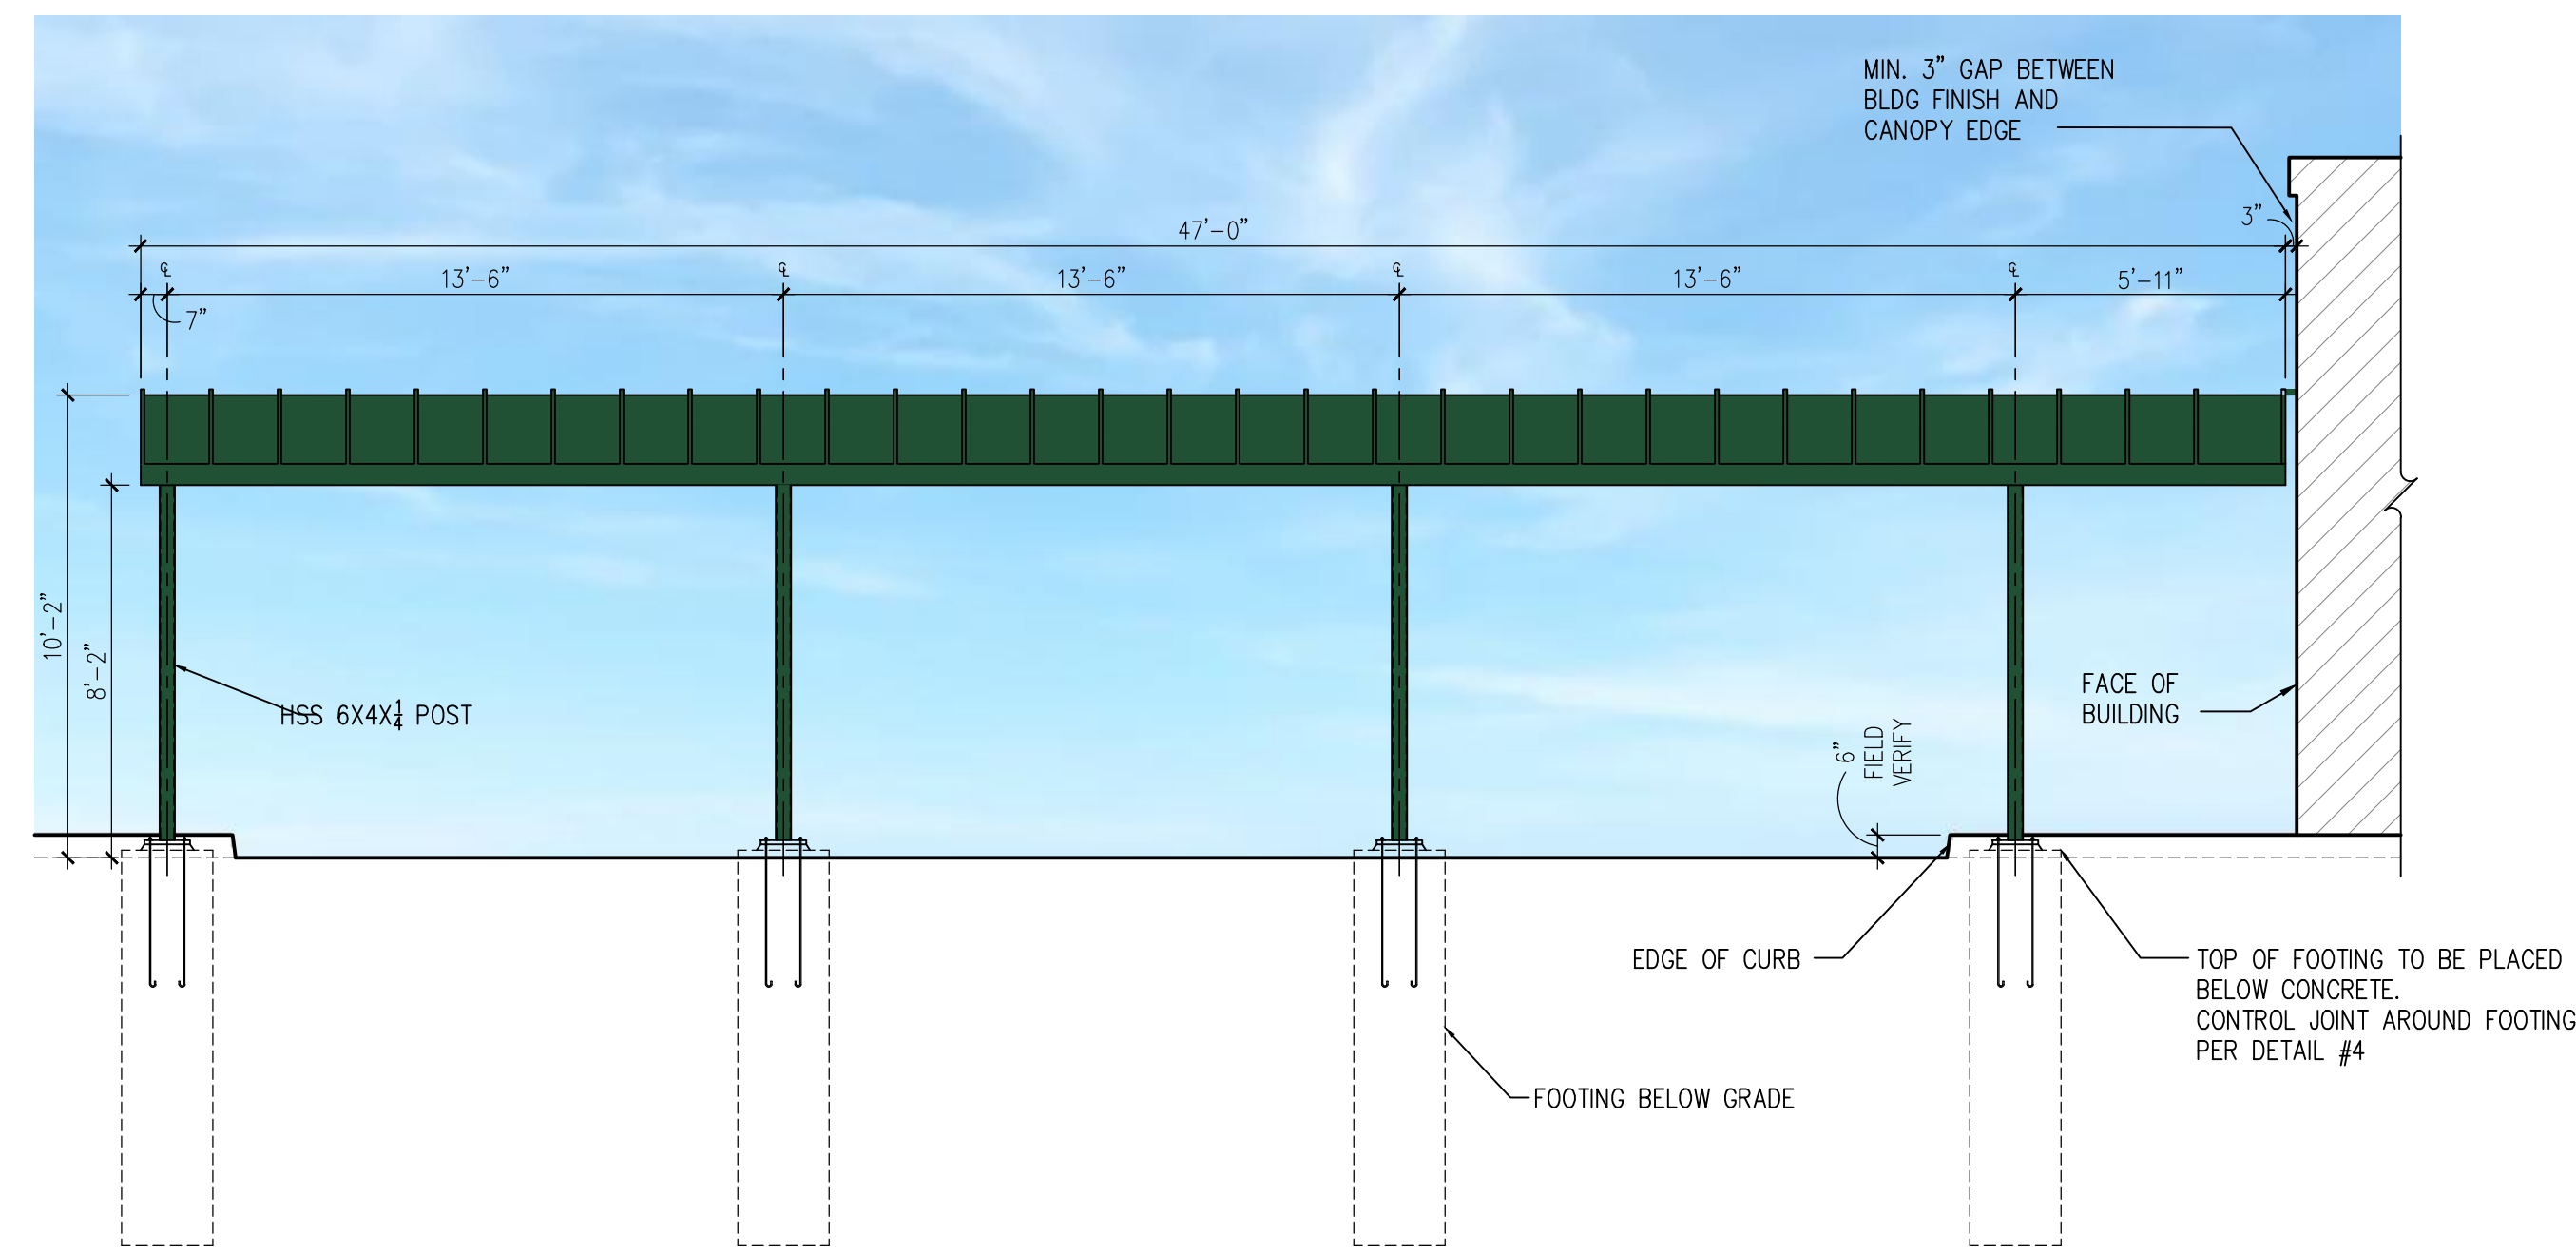 MIN. 3" GAP BETWEEN
BLDG FINISH AND
CANOPY EDGE
3"
47'-0"
℄
℄
℄
℄
13'-6"
13'-6"
13'-6"
5'-11"
7"
10'-2"
8'-2"
HSS 6X4X¼ POST
6"
FIELD
VERIFY
FACE OF
BUILDING
EDGE OF CURB
TOP OF FOOTING TO BE PLACED
BELOW CONCRETE.
CONTROL JOINT AROUND FOOTING
PER DETAIL #4
FOOTING BELOW GRADE